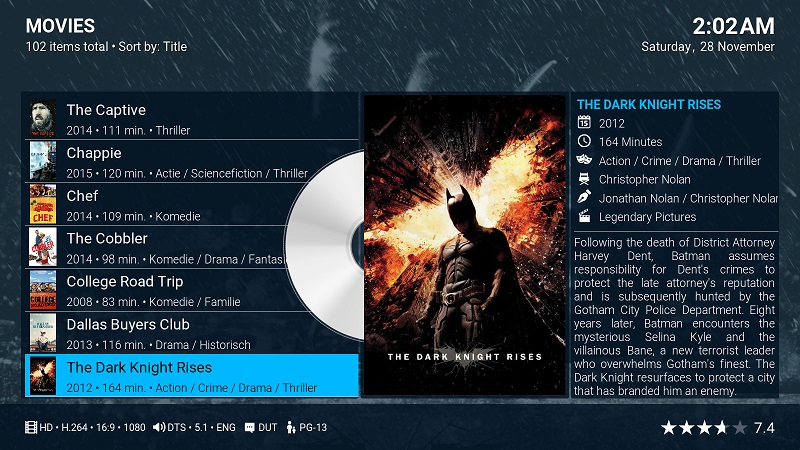 MOVIES
102 items total • Sort by: Title
2:02AM
Saturday, 28 November
The Captive
2014 • 111 min. • Thriller
Chappie
2015 • 120 min. • Actie / Sciencefiction / Thriller
Chef
2014 • 109 min. • Komedie
The Cobbler
2014 • 98 min. • Komedie / Drama / Fantas
College Road Trip
2008 • 83 min. • Komedie / Familie
Dallas Buyers Club
2013 • 116 min. • Drama / Historisch
The Dark Knight Rises
2012 • 164 min. • Action / Crime / Drama / Thriller
CHEF
THE DARK KNIGHT RISES
THE DARK KNIGHT RISES
15
2012
164 Minutes
Action / Crime / Drama / Thriller
Christopher Nolan
Jonathan Nolan / Christopher Nolan
Legendary Pictures
Following the death of District Attorney
Harvey Dent, Batman assumes
responsibility for Dent's crimes to
protect the late attorney's reputation
and is subsequently hunted by the
Gotham City Police Department. Eight
years later, Batman encounters the
mysterious Selina Kyle and the
villainous Bane, a new terrorist leader
who overwhelms Gotham's finest. The
Dark Knight resurfaces to protect a city
that has branded him an enemy.
HD • H.264 • 16:9 • 1080 DTS • 5.1 • ENG DUT PG-13
7.4